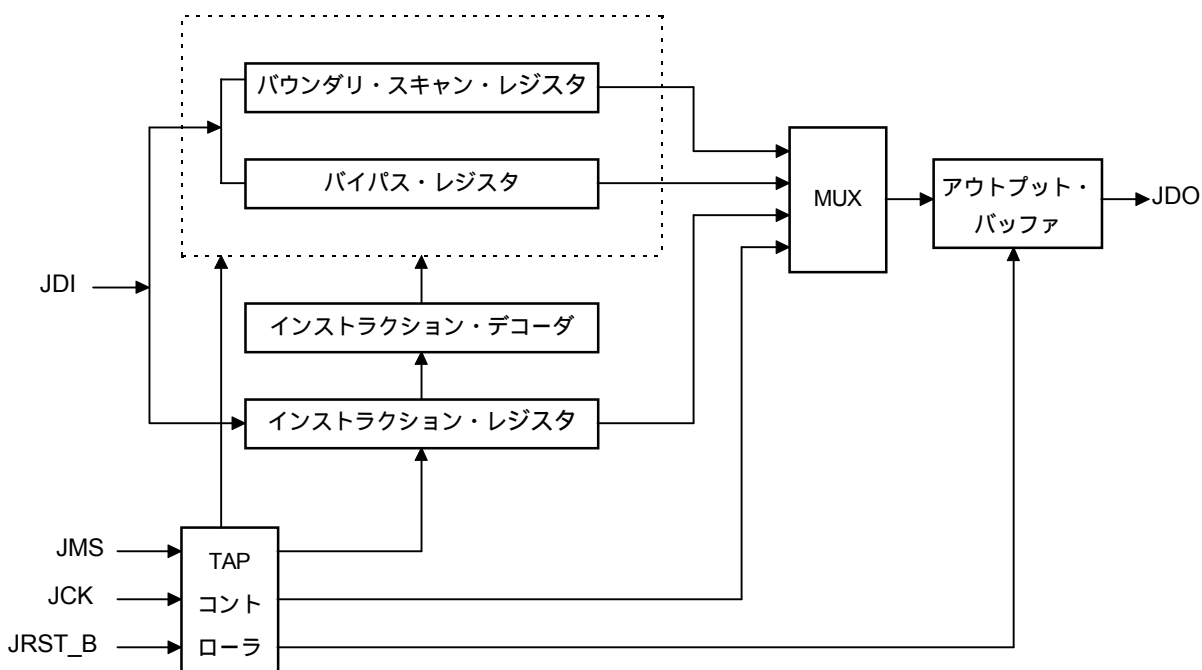 バウンダリ・スキャン・レジスタ
バイパス・レジスタ
MUX
アウトプット・
バッファ
JDO
JDI
インストラクション・デコーダ
インストラクション・レジスタ
JMS
JCK
JRST_B
TAP
コント
ローラ